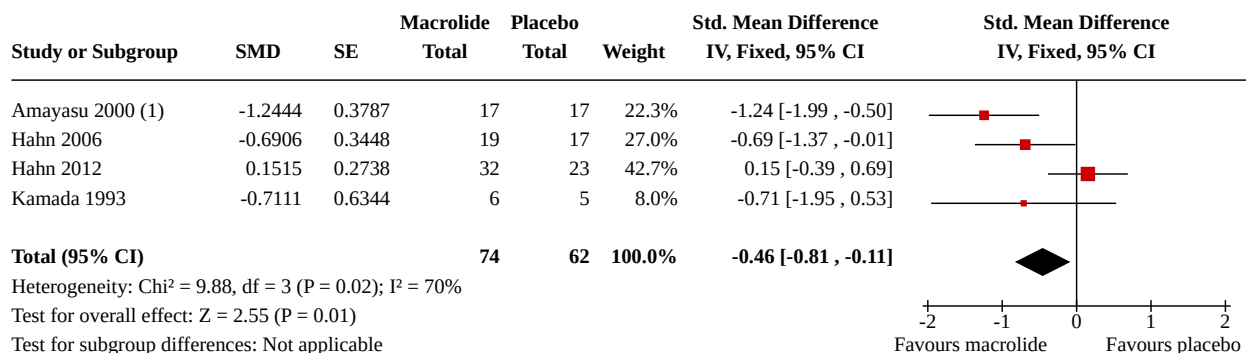 Macrolide Placebo Std. Mean Difference Std. Mean Difference
Study or Subgroup SMD SE Total Total Weight IV, Fixed, 95% CI IV, Fixed, 95% CI
Amayasu 2000 (1) -1.2444 0.3787 17 17 22.3% -1.24 [-1.99 , -0.50]
Hahn 2006 -0.6906 0.3448 19 17 27.0% -0.69 [-1.37 , -0.01]
Hahn 2012 0.1515 0.2738 32 23 42.7% 0.15 [-0.39 , 0.69]
Kamada 1993 -0.7111 0.6344 6 5 8.0% -0.71 [-1.95 , 0.53]
Total (95% CI) 74 62 100.0% -0.46 [-0.81 , -0.11]
Heterogeneity: Chi² = 9.88, df = 3 (P = 0.02); I² = 70%
Test for overall effect: Z = 2.55 (P = 0.01)
-2 -1 0 1 2
Test for subgroup differences: Not applicable Favours macrolide Favours placebo